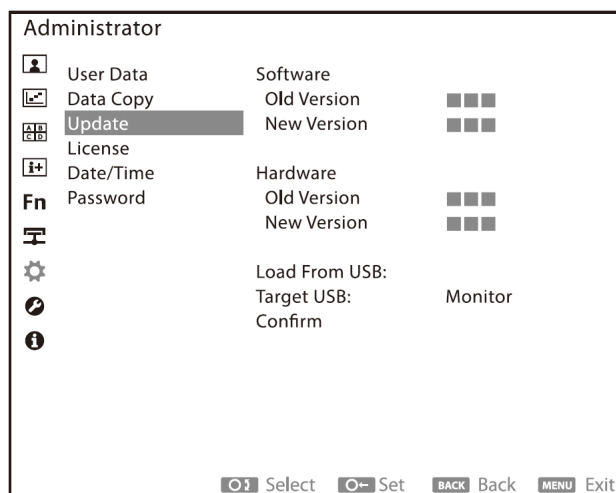 Administrator
User Data
Data Copy
Update
License
Date/Time
Password
Software
Old Version
New Version
Hardware
Old Version
New Version
Load From USB:
Target USB: Monitor
Confirm
A B
C D
i+
Fn
i
Select Set BACK Back MENU Exit